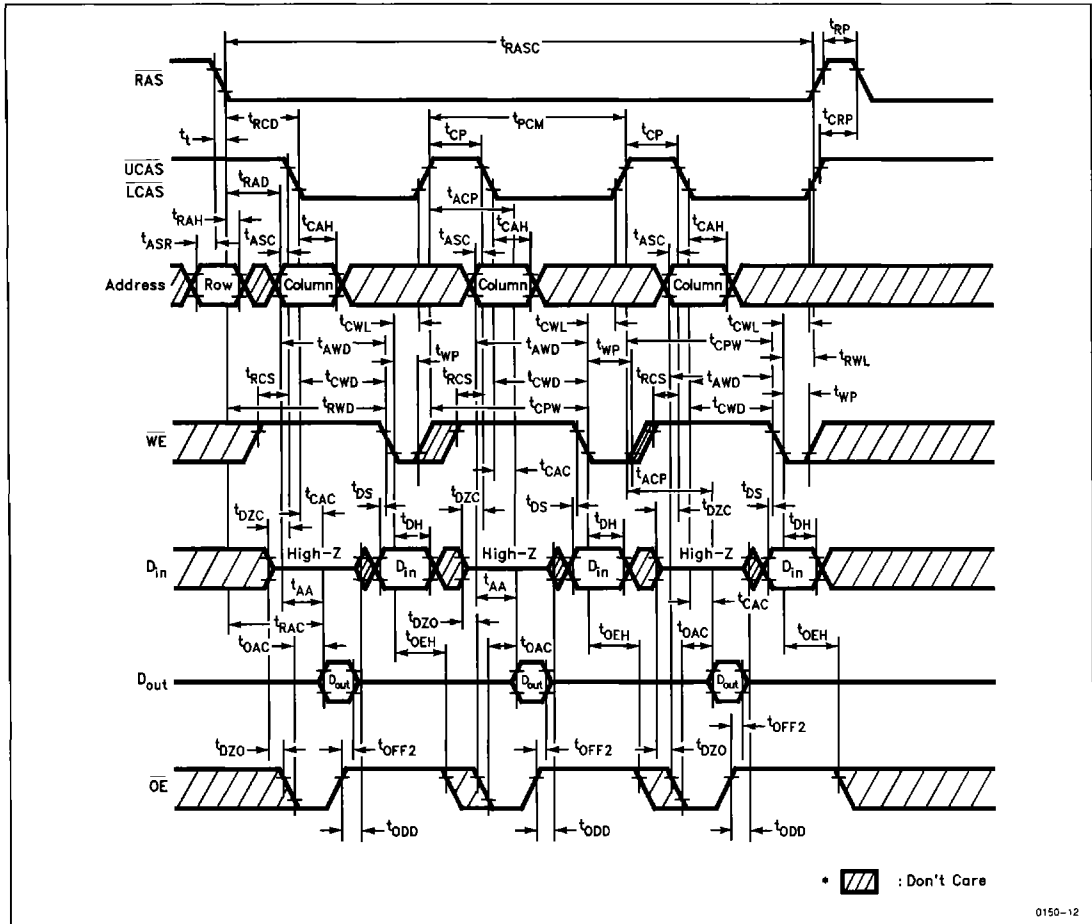 tRASC tRP
RAS
tRCD tPCM tCRP
tt tCP tCP
UCAS
LCAS
tRAD tACP
tRAH tCAH tCAH tCAH
tASR tASC tASC tASC
Address Row Column Column Column
tCWL tCWL tCWL
tAWD tAWD tCPW
tWP tWP tRWL
tRCS tRCS tRCS tAWD
tCWD tCWD tWP
tRWD tCPW tCWD
WE
tCAC tACP
tCAC tDS tDZC tDS tDZC tDS
tDZC tDH tDH tDH
Din High-Z Din High-Z Din High-Z Din
tAA tAA tCAC
tRAC tDZO
tOAC tOEH tOAC tOEH tOAC tOEH
Dout Dout Dout Dout
tDZO tOFF2 tOFF2 tDZO tOFF2
OE
tODD tODD tODD
* : Don't Care
0150-12